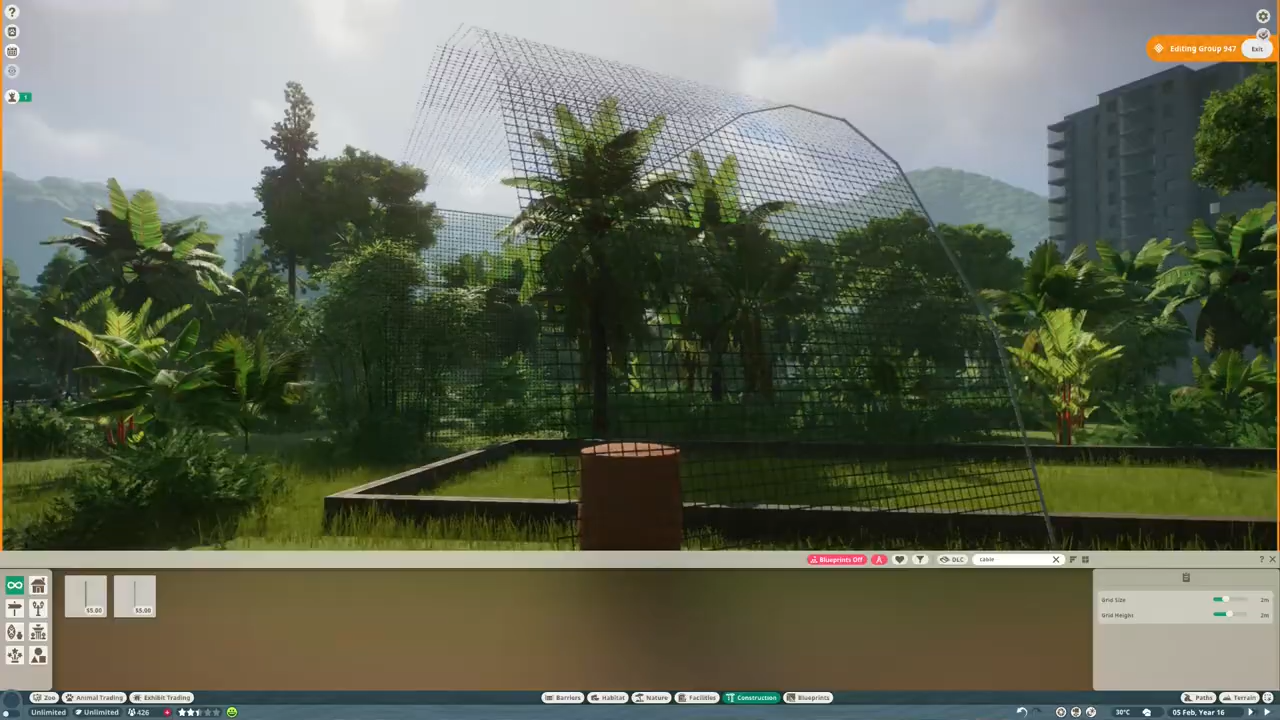 ?
1
Editing Group 947
Exit
Blueprints Off
DLC
cable
?
$5.00
$5.00
Grid Size
2m
Grid Height
2m
Zoo
Animal Trading
Exhibit Trading
Barriers
Habitat
Nature
Facilities
Construction
Blueprints
Paths
Terrain
Unlimited
Unlimited
426
30°C
05 Feb, Year 16